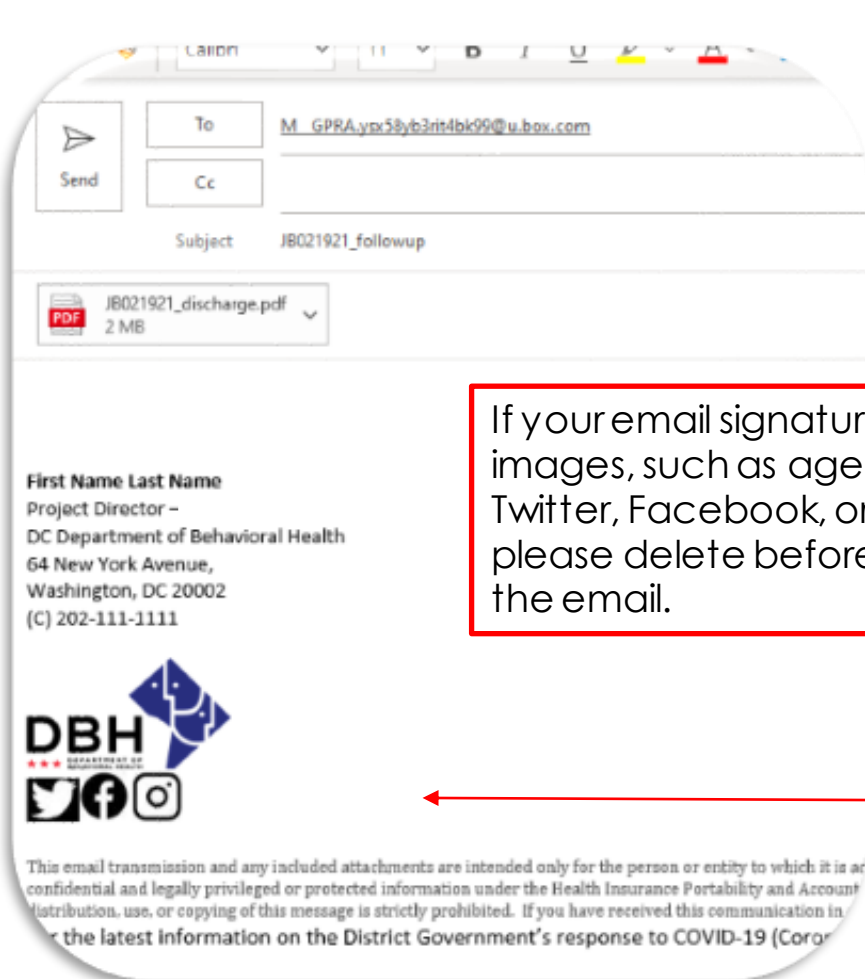 Calibri 11 B I U A
To M_GPRA.ysx58yb3rit4bk99@u.box.com
Send
Cc
Subject JB021921_followup
PDF
JB021921_discharge.pdf
2 MB
If your email signatur
images, such as age
Twitter, Facebook, or
please delete before
the email.
First Name Last Name
Project Director –
DC Department of Behavioral Health
64 New York Avenue,
Washington, DC 20002
(C) 202-111-1111
DBH
DEPARTMENT OF
BEHAVIORAL HEALTH
This email transmission and any included attachments are intended only for the person or entity to which it is ad
confidential and legally privileged or protected information under the Health Insurance Portability and Account
distribution, use, or copying of this message is strictly prohibited. If you have received this communication in
r the latest information on the District Government's response to COVID-19 (Coron